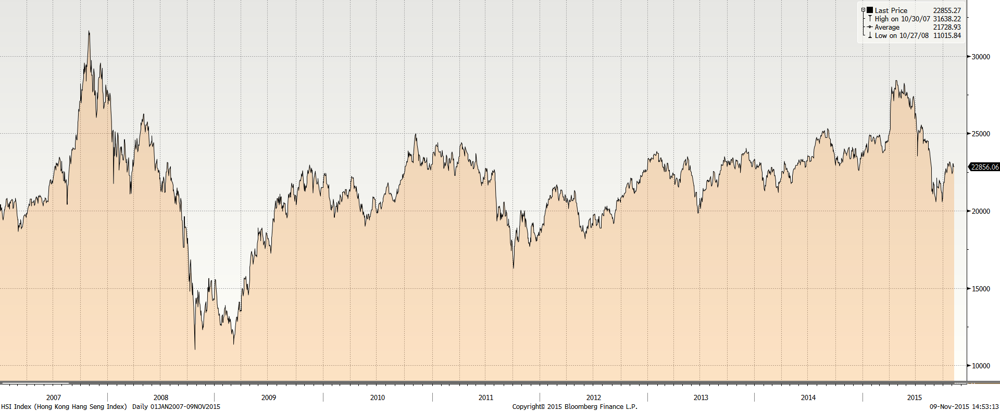 Last Price 22855.27
High on 10/30/07 31638.22
Average 21728.93
Low on 10/27/08 11015.84
30000
25000
22856.06
20000
15000
10000
2007 2008 2009 2010 2011 2012 2013 2014 2015
HSI Index (Hong Kong Hang Seng Index) Daily 01JAN2007-09NOV2015 Copyright© 2015 Bloomberg Finance L.P. 09-Nov-2015 14:53:13